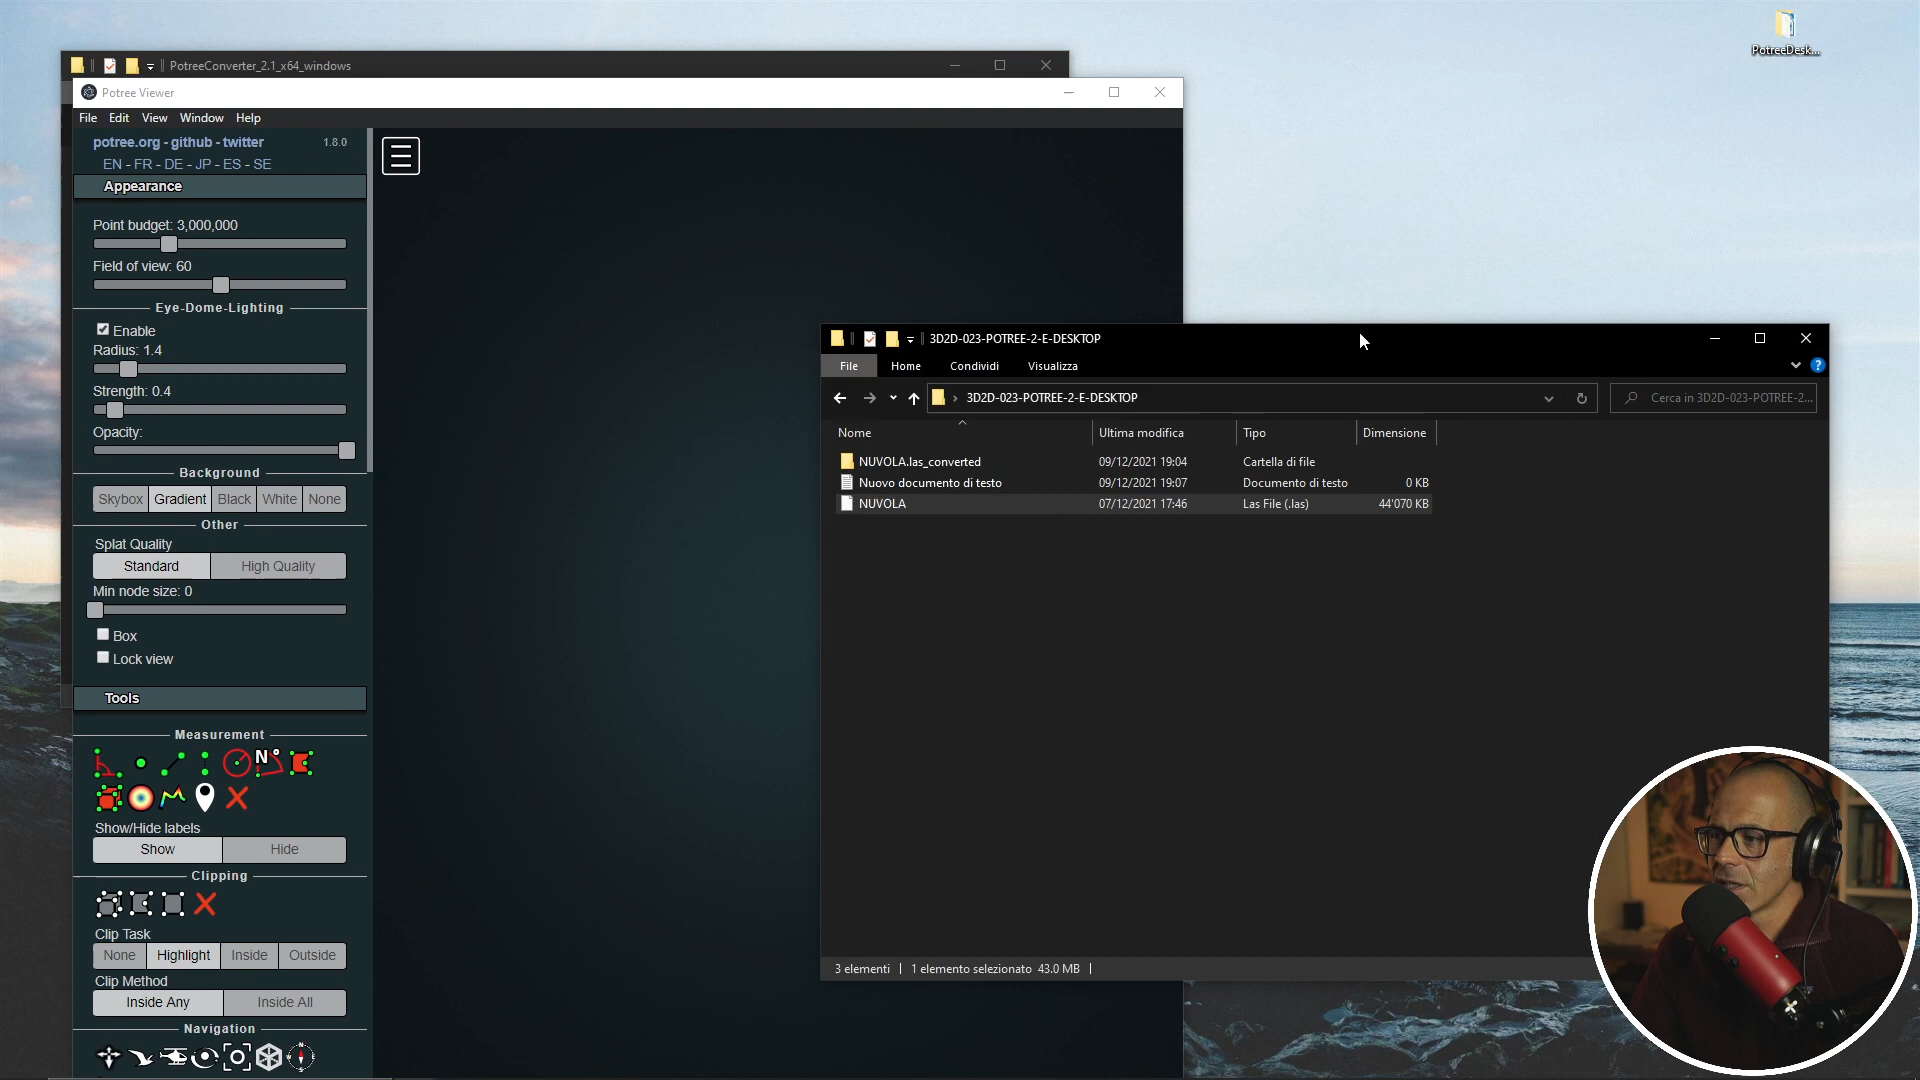 PotreeDesk...
PotreeConverter_2.1_x64_windows
Potree Viewer
File Edit View Window Help
potree.org - github - twitter 1.8.0
EN - FR - DE - JP - ES - SE
Appearance
Point budget: 3,000,000
Field of view: 60
Eye-Dome-Lighting
Enable
Radius: 1.4
Strength: 0.4
Opacity:
Background
Skybox Gradient Black White None
Other
Splat Quality
Standard High Quality
Min node size: 0
Box
Lock view
Tools
Measurement
N°
Show/Hide labels
Show Hide
Clipping
Clip Task
None Highlight Inside Outside
Clip Method
Inside Any Inside All
Navigation
N
3D2D-023-POTREE-2-E-DESKTOP
File Home Condividi Visualizza
3D2D-023-POTREE-2-E-DESKTOP
Cerca in 3D2D-023-POTREE-2...
Nome Ultima modifica Tipo Dimensione
NUVOLA.las_converted 09/12/2021 19:04 Cartella di file
Nuovo documento di testo 09/12/2021 19:07 Documento di testo 0 KB
NUVOLA 07/12/2021 17:46 Las File (.las) 44'070 KB
3 elementi 1 elemento selezionato 43.0 MB